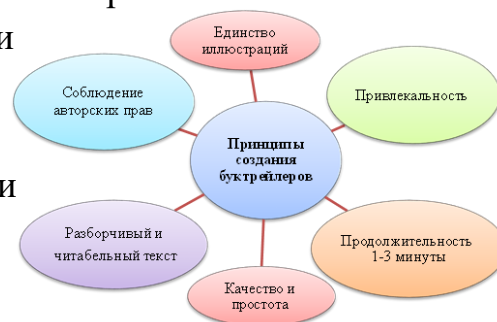 и
и
Единство
иллюстраций
Соблюдение
авторских прав
Привлекальность
Принципы
создания
буктрейлеров
Разборчивый и
читабельный текст
Продолжительность
1-3 минуты
Качество и
простота